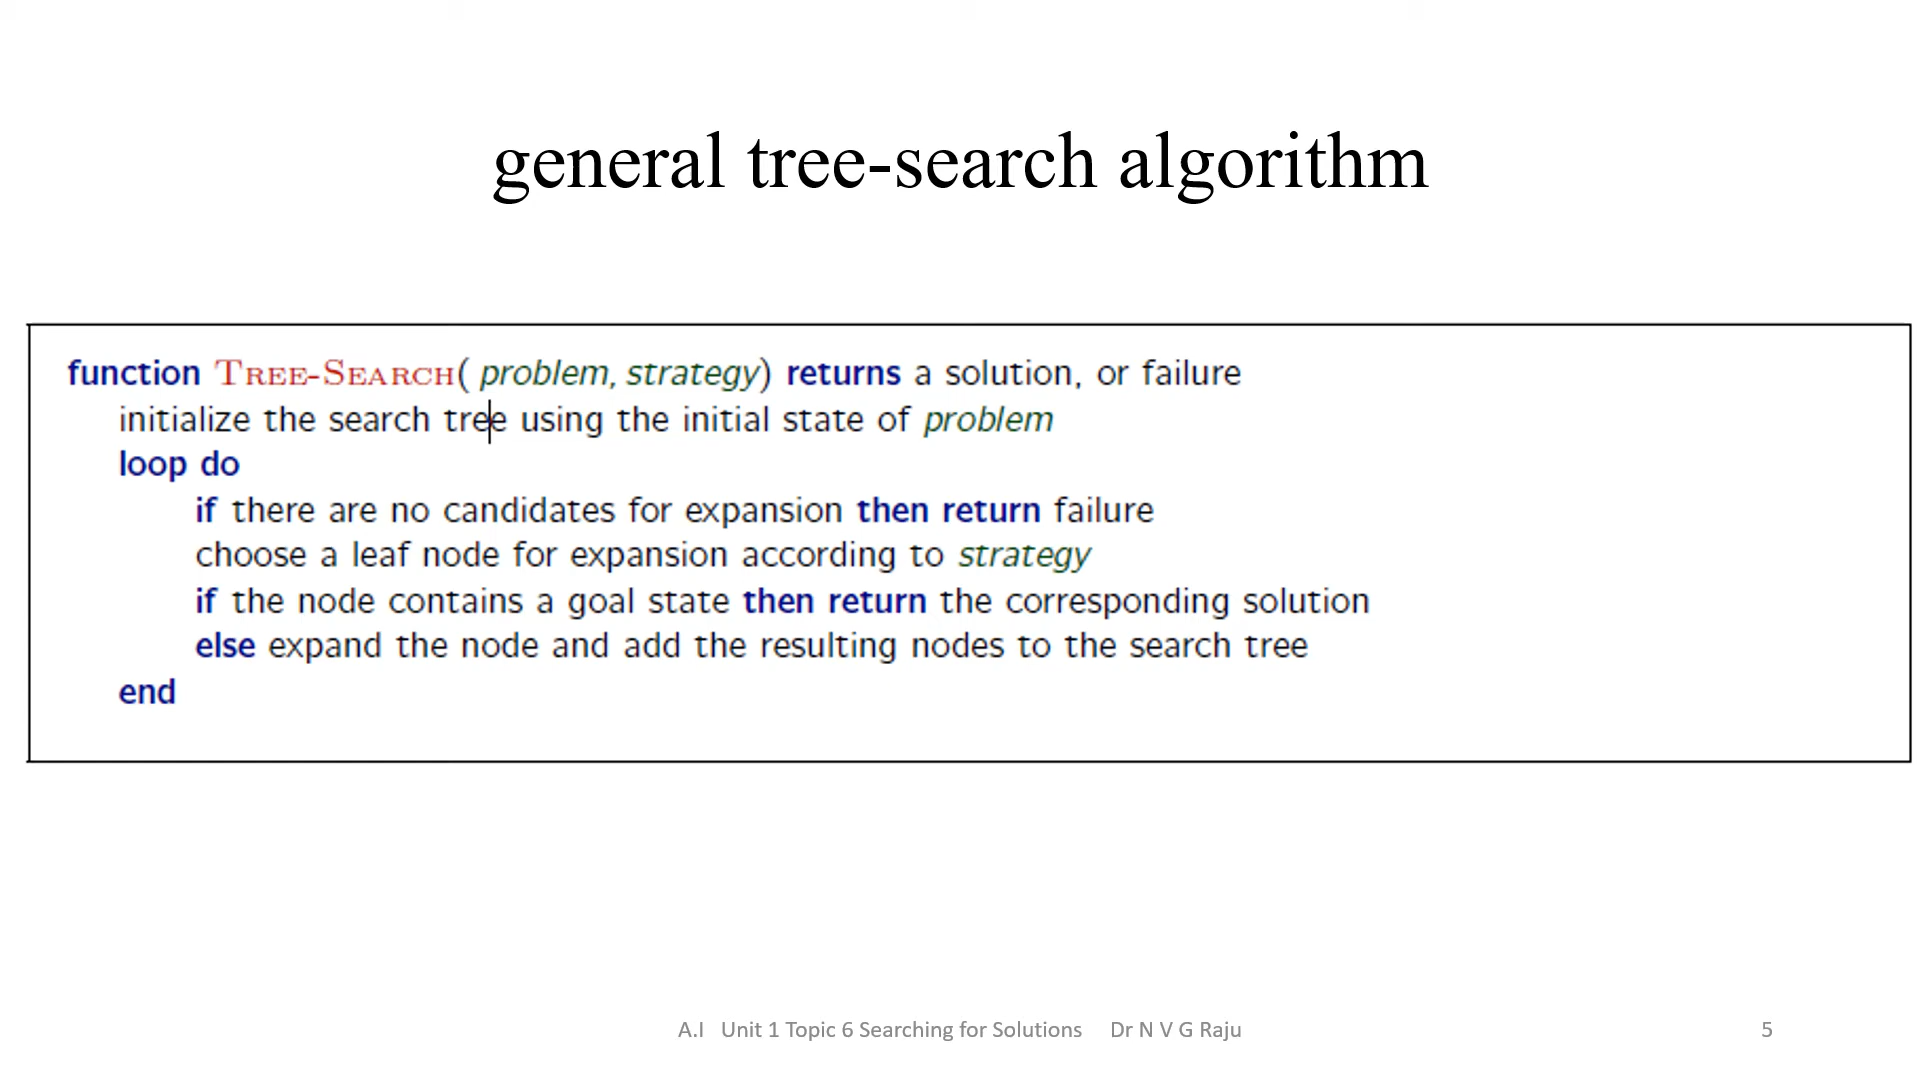 general tree-search algorithm
function TREE-SEARCH( problem, strategy) returns a solution, or failure
initialize the search tree using the initial state of problem
loop do
if there are no candidates for expansion then return failure
choose a leaf node for expansion according to strategy
if the node contains a goal state then return the corresponding solution
else expand the node and add the resulting nodes to the search tree
end
A.I Unit 1 Topic 6 Searching for Solutions Dr N V G Raju 5